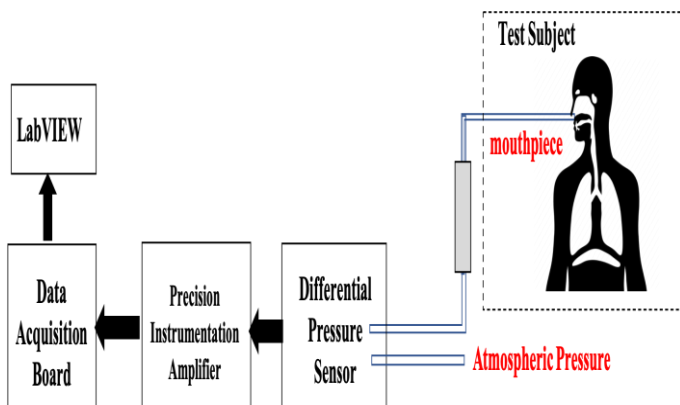 Test Subject
LabVIEW
mouthpiece
Data
Acquisition
Board
Precision
Instrumentation
Amplifier
Differential
Pressure
Sensor
Atmospheric Pressure